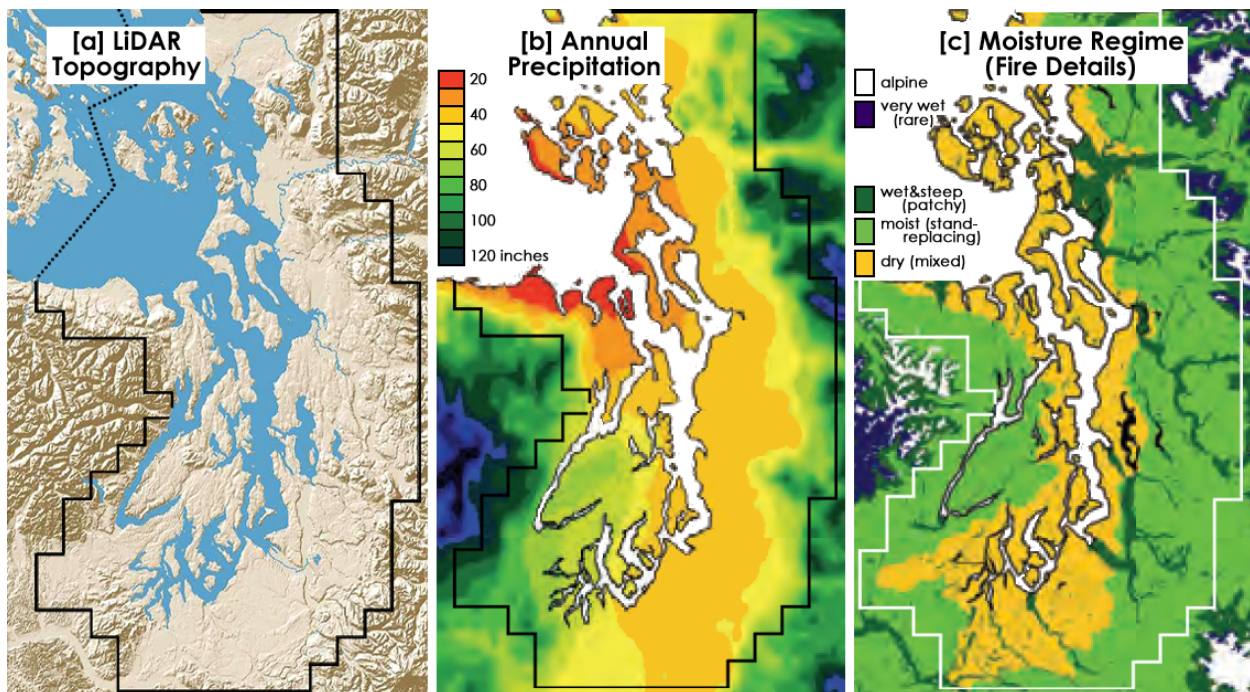 [a] LiDAR
Topography
[b] Annual
Precipitation
20
40
60
80
100
120 inches
[c] Moisture Regime
(Fire Details)
alpine
very wet
(rare)
wet&steep
(patchy)
moist (stand-
replacing)
dry (mixed)